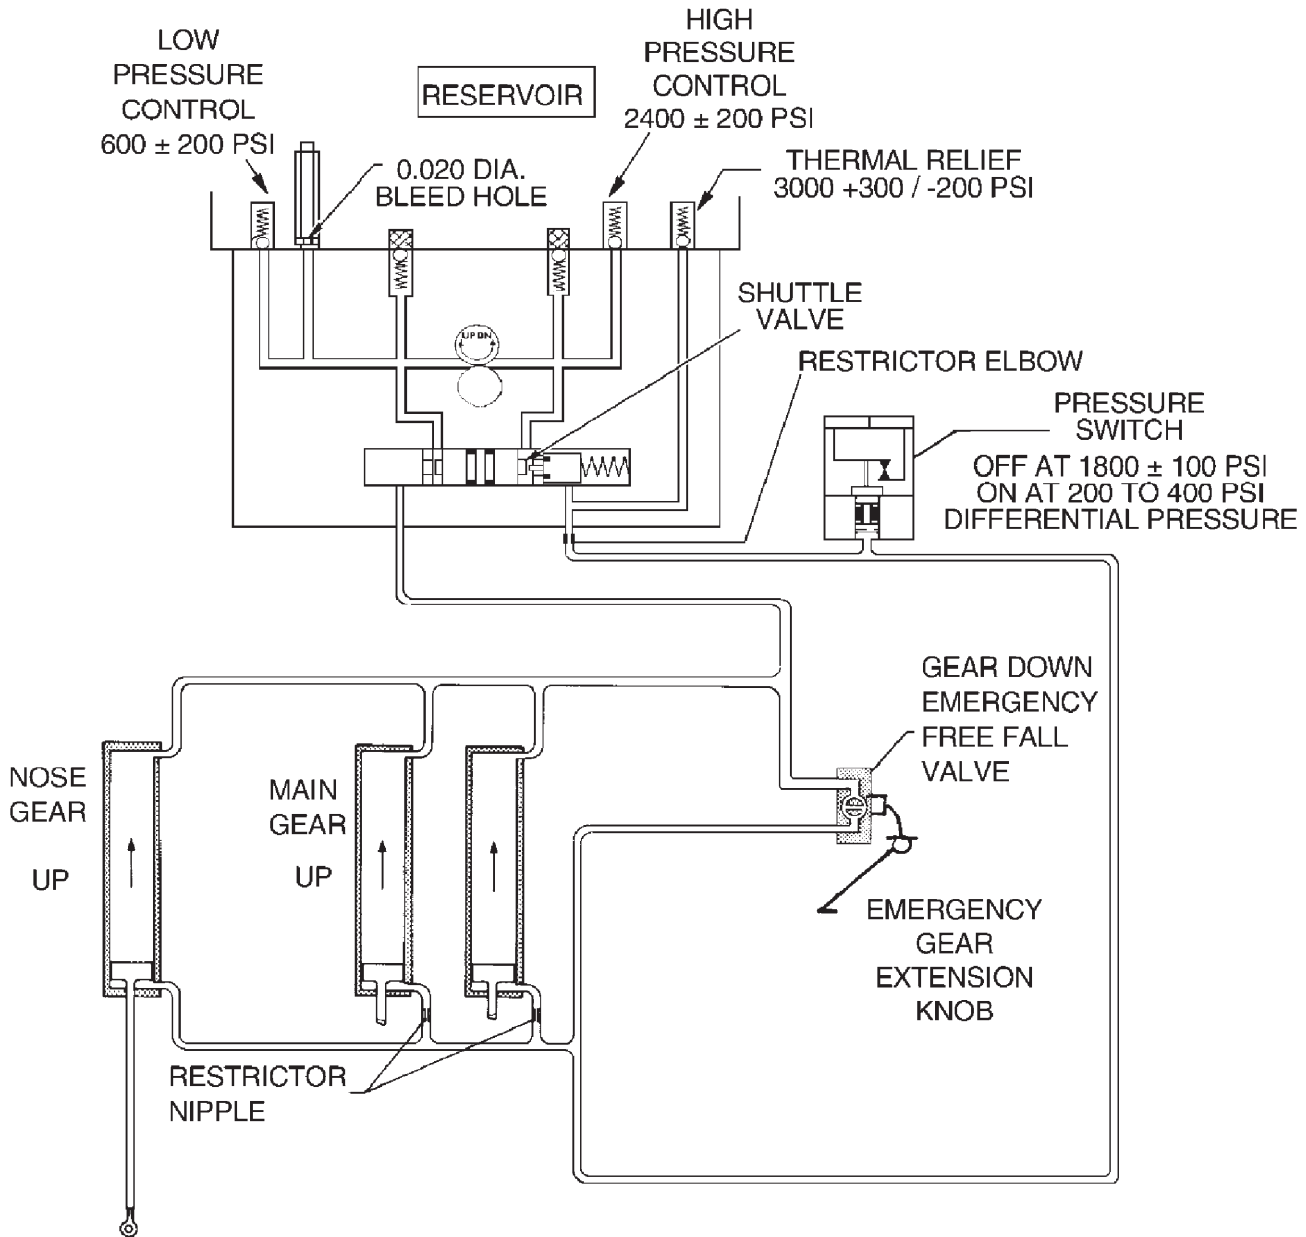 LOW
PRESSURE
CONTROL
600 ± 200 PSI
RESERVOIR
HIGH
PRESSURE
CONTROL
2400 ± 200 PSI
0.020 DIA.
BLEED HOLE
THERMAL RELIEF
3000 +300 / -200 PSI
UP DN
SHUTTLE
VALVE
RESTRICTOR ELBOW
PRESSURE
SWITCH
OFF AT 1800 ± 100 PSI
ON AT 200 TO 400 PSI
DIFFERENTIAL PRESSURE
GEAR DOWN
EMERGENCY
FREE FALL
VALVE
NOSE
GEAR
UP
MAIN
GEAR
UP
EMERGENCY
GEAR
EXTENSION
KNOB
RESTRICTOR
NIPPLE